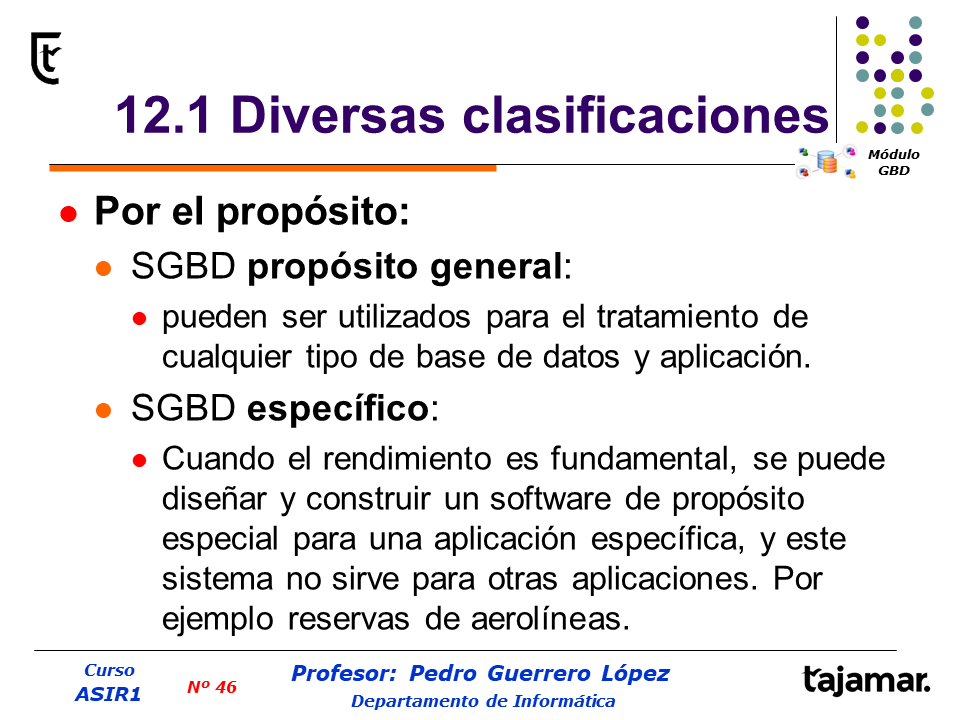 12.1 Diversas clasificaciones
Módulo
GBD
Por el propósito:
SGBD propósito general:
pueden ser utilizados para el tratamiento de
cualquier tipo de base de datos y aplicación.
SGBD específico:
Cuando el rendimiento es fundamental, se puede
diseñar y construir un software de propósito
especial para una aplicación específica, y este
sistema no sirve para otras aplicaciones. Por
ejemplo reservas de aerolíneas.
Curso
ASIR1
Nº 46
Profesor: Pedro Guerrero López
Departamento de Informática
tajamar.